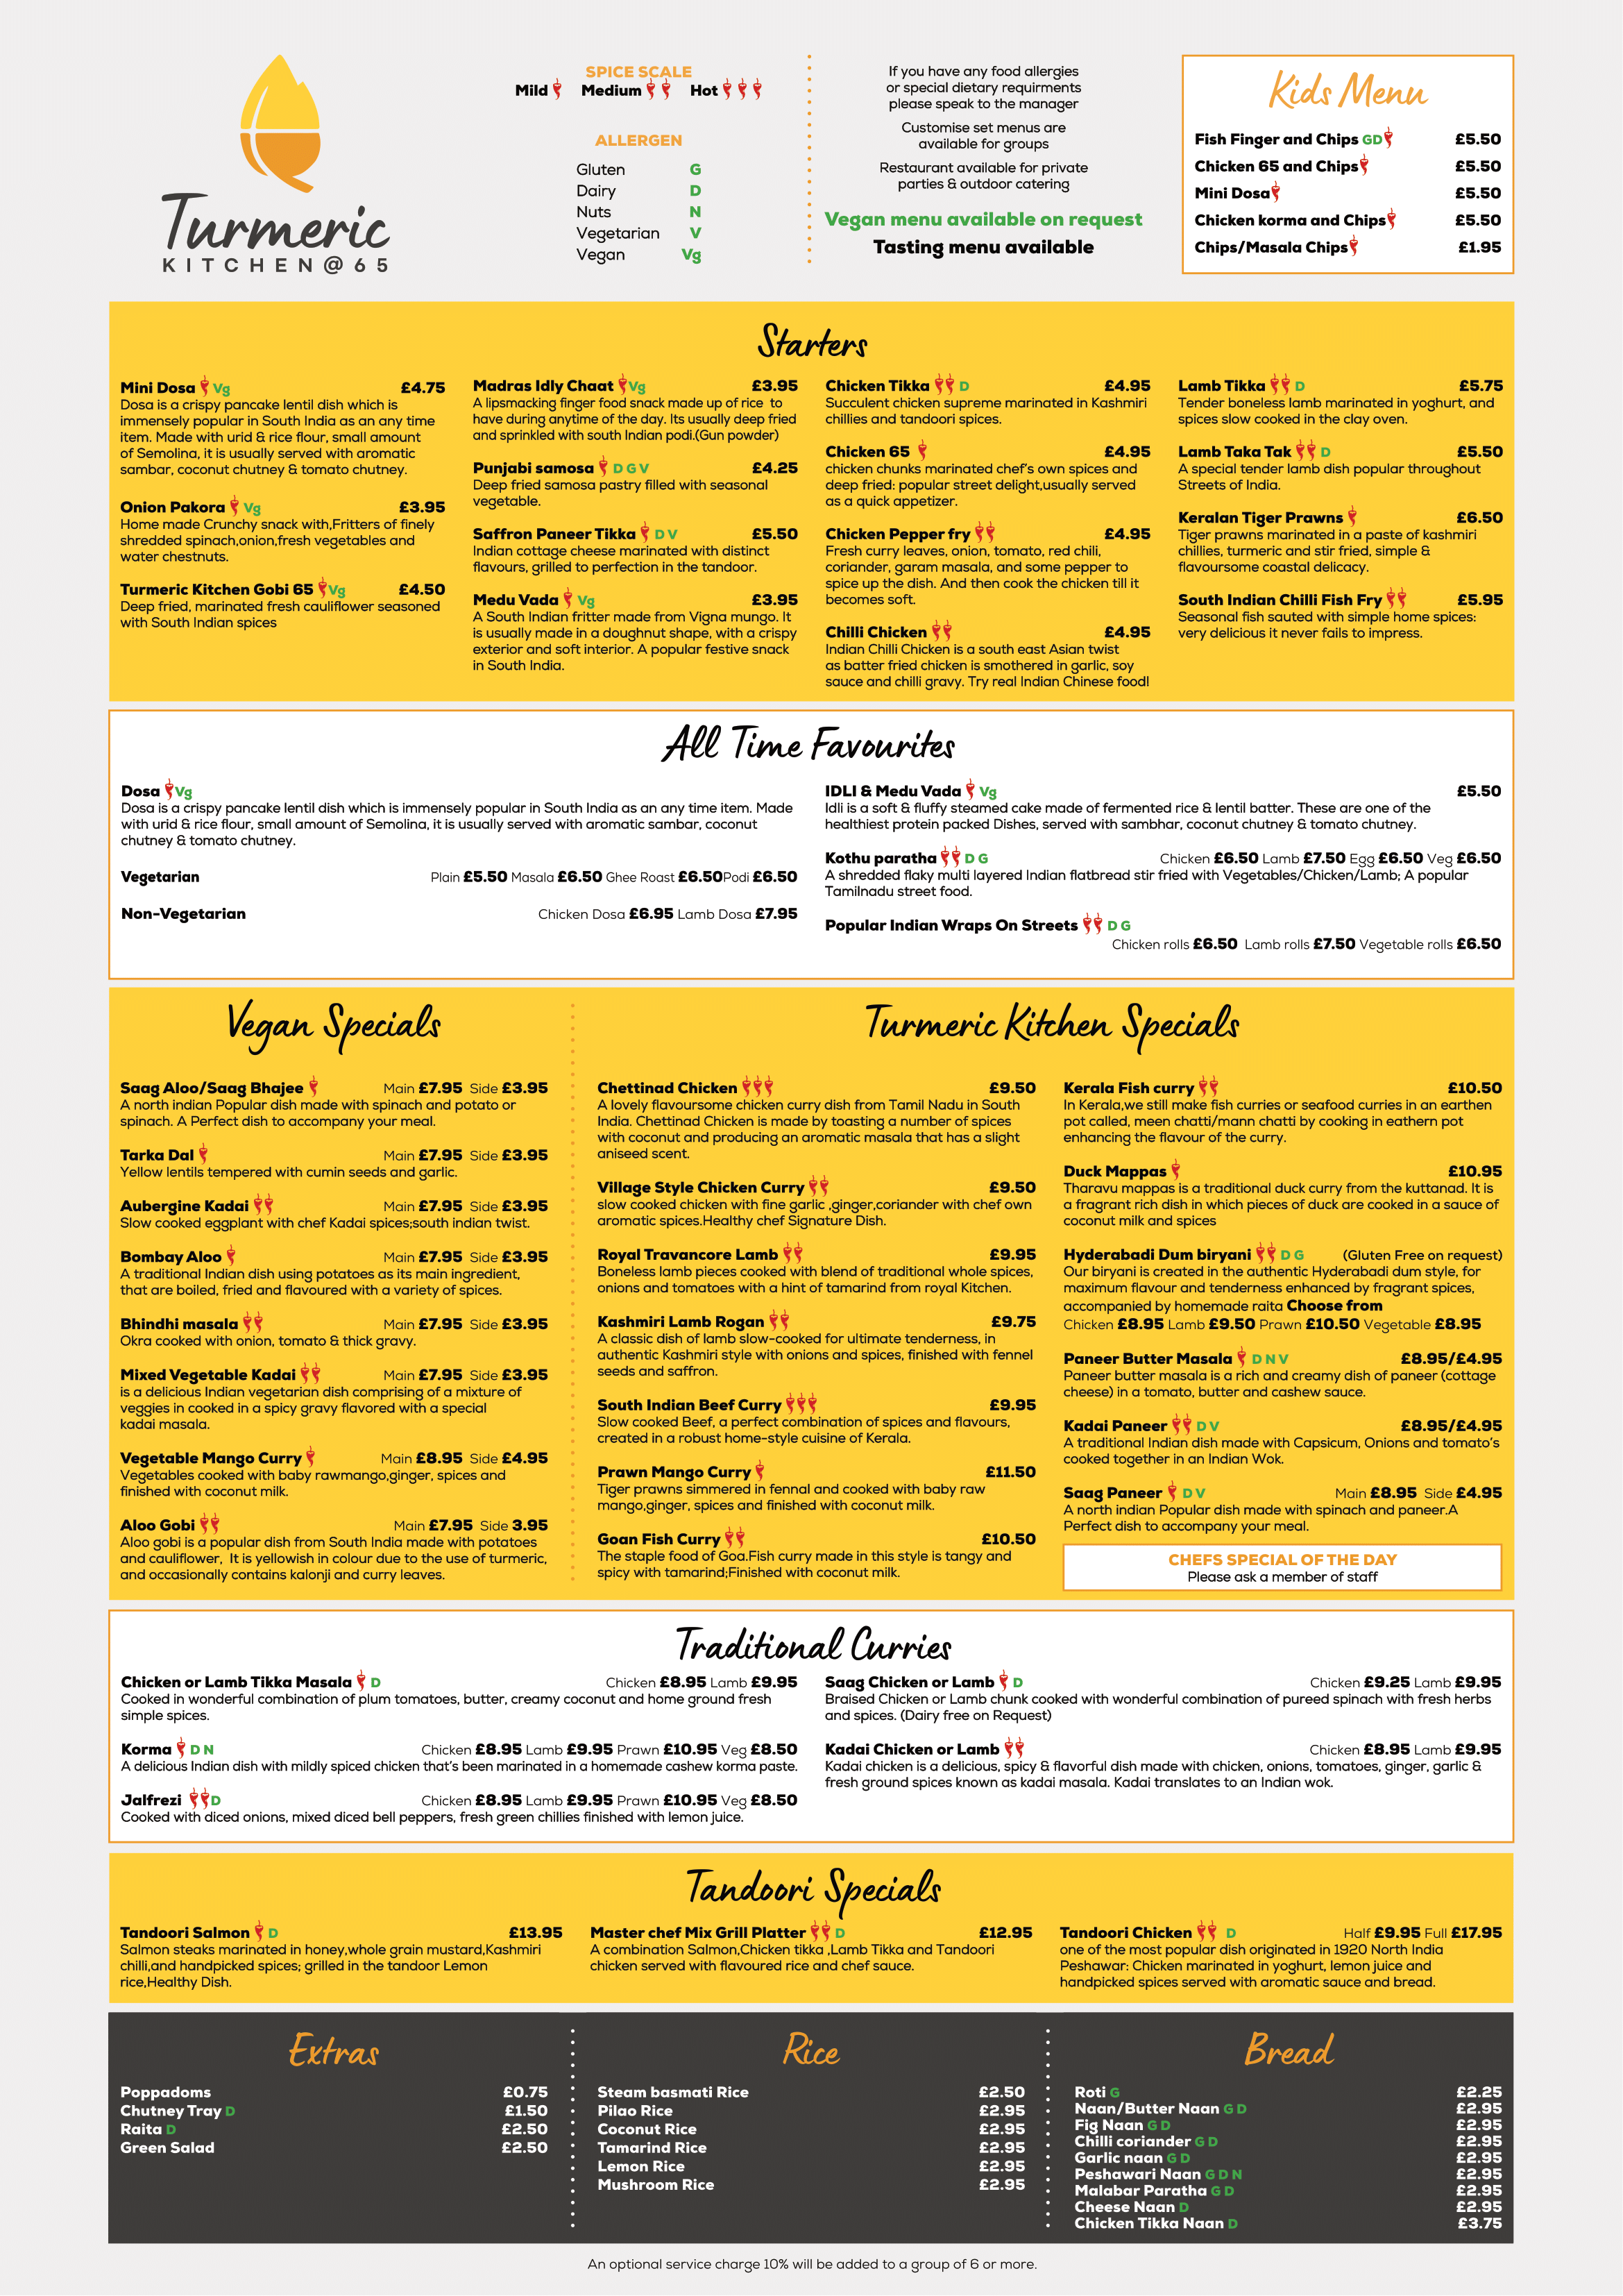 Turmeric
KITCHEN@65
SPICE SCALE
Mild Medium Hot
ALLERGEN
Gluten G
Dairy D
Nuts N
Vegetarian V
Vegan Vg
If you have any food allergies
or special dietary requirments
please speak to the manager
Customise set menus are
available for groups
Restaurant available for private
parties & outdoor catering
Vegan menu available on request
Tasting menu available
Kids Menu
Fish Finger and Chips GD £5.50
Chicken 65 and Chips £5.50
Mini Dosa £5.50
Chicken korma and Chips £5.50
Chips/Masala Chips £1.95
Starters
Mini Dosa Vg £4.75
Dosa is a crispy pancake lentil dish which is
immensely popular in South India as an any time
item. Made with urid & rice flour, small amount
of Semolina, it is usually served with aromatic
sambar, coconut chutney & tomato chutney.
Onion Pakora Vg £3.95
Home made Crunchy snack with,Fritters of finely
shredded spinach,onion,fresh vegetables and
water chestnuts.
Turmeric Kitchen Gobi 65 Vg £4.50
Deep fried, marinated fresh cauliflower seasoned
with South Indian spices
Madras Idly Chaat Vg £3.95
A lipsmacking finger food snack made up of rice to
have during anytime of the day. Its usually deep fried
and sprinkled with south Indian podi.(Gun powder)
Punjabi samosa D G V £4.25
Deep fried samosa pastry filled with seasonal
vegetable.
Saffron Paneer Tikka D V £5.50
Indian cottage cheese marinated with distinct
flavours, grilled to perfection in the tandoor.
Medu Vada Vg £3.95
A South Indian fritter made from Vigna mungo. It
is usually made in a doughnut shape, with a crispy
exterior and soft interior. A popular festive snack
in South India.
Chicken Tikka D £4.95
Succulent chicken supreme marinated in Kashmiri
chillies and tandoori spices.
Chicken 65 £4.95
chicken chunks marinated chef's own spices and
deep fried: popular street delight,usually served
as a quick appetizer.
Chicken Pepper fry £4.95
Fresh curry leaves, onion, tomato, red chili,
coriander, garam masala, and some pepper to
spice up the dish. And then cook the chicken till it
becomes soft.
Chilli Chicken £4.95
Indian Chilli Chicken is a south east Asian twist
as batter fried chicken is smothered in garlic, soy
sauce and chilli gravy. Try real Indian Chinese food!
Lamb Tikka D £5.75
Tender boneless lamb marinated in yoghurt, and
spices slow cooked in the clay oven.
Lamb Taka Tak D £5.50
A special tender lamb dish popular throughout
Streets of India.
Keralan Tiger Prawns £6.50
Tiger prawns marinated in a paste of kashmiri
chillies, turmeric and stir fried, simple &
flavoursome coastal delicacy.
South Indian Chilli Fish Fry £5.95
Seasonal fish sauted with simple home spices:
very delicious it never fails to impress.
All Time Favourites
Dosa Vg
Dosa is a crispy pancake lentil dish which is immensely popular in South India as an any time item. Made
with urid & rice flour, small amount of Semolina, it is usually served with aromatic sambar, coconut
chutney & tomato chutney.
Vegetarian Plain £5.50 Masala £6.50 Ghee Roast £6.50Podi £6.50
Non-Vegetarian Chicken Dosa £6.95 Lamb Dosa £7.95
IDLI & Medu Vada Vg £5.50
Idli is a soft & fluffy steamed cake made of fermented rice & lentil batter. These are one of the
healthiest protein packed Dishes, served with sambhar, coconut chutney & tomato chutney.
Kothu paratha D G Chicken £6.50 Lamb £7.50 Egg £6.50 Veg £6.50
A shredded flaky multi layered Indian flatbread stir fried with Vegetables/Chicken/Lamb; A popular
Tamilnadu street food.
Popular Indian Wraps On Streets D G
Chicken rolls £6.50 Lamb rolls £7.50 Vegetable rolls £6.50
Vegan Specials
Saag Aloo/Saag Bhajee Main £7.95 Side £3.95
A north indian Popular dish made with spinach and potato or
spinach. A Perfect dish to accompany your meal.
Tarka Dal Main £7.95 Side £3.95
Yellow lentils tempered with cumin seeds and garlic.
Aubergine Kadai Main £7.95 Side £3.95
Slow cooked eggplant with chef Kadai spices;south indian twist.
Bombay Aloo Main £7.95 Side £3.95
A traditional Indian dish using potatoes as its main ingredient,
that are boiled, fried and flavoured with a variety of spices.
Bhindhi masala Main £7.95 Side £3.95
Okra cooked with onion, tomato & thick gravy.
Mixed Vegetable Kadai Main £7.95 Side £3.95
is a delicious Indian vegetarian dish comprising of a mixture of
veggies in cooked in a spicy gravy flavored with a special
kadai masala.
Vegetable Mango Curry Main £8.95 Side £4.95
Vegetables cooked with baby rawmango,ginger, spices and
finished with coconut milk.
Aloo Gobi Main £7.95 Side 3.95
Aloo gobi is a popular dish from South India made with potatoes
and cauliflower, It is yellowish in colour due to the use of turmeric,
and occasionally contains kalonji and curry leaves.
Turmeric Kitchen Specials
Chettinad Chicken £9.50
A lovely flavoursome chicken curry dish from Tamil Nadu in South
India. Chettinad Chicken is made by toasting a number of spices
with coconut and producing an aromatic masala that has a slight
aniseed scent.
Village Style Chicken Curry £9.50
slow cooked chicken with fine garlic ,ginger,coriander with chef own
aromatic spices.Healthy chef Signature Dish.
Royal Travancore Lamb £9.95
Boneless lamb pieces cooked with blend of traditional whole spices,
onions and tomatoes with a hint of tamarind from royal Kitchen.
Kashmiri Lamb Rogan £9.75
A classic dish of lamb slow-cooked for ultimate tenderness, in
authentic Kashmiri style with onions and spices, finished with fennel
seeds and saffron.
South Indian Beef Curry £9.95
Slow cooked Beef, a perfect combination of spices and flavours,
created in a robust home-style cuisine of Kerala.
Prawn Mango Curry £11.50
Tiger prawns simmered in fennal and cooked with baby raw
mango,ginger, spices and finished with coconut milk.
Goan Fish Curry £10.50
The staple food of Goa.Fish curry made in this style is tangy and
spicy with tamarind;Finished with coconut milk.
Kerala Fish curry £10.50
In Kerala,we still make fish curries or seafood curries in an earthen
pot called, meen chatti/mann chatti by cooking in eathern pot
enhancing the flavour of the curry.
Duck Mappas £10.95
Tharavu mappas is a traditional duck curry from the kuttanad. It is
a fragrant rich dish in which pieces of duck are cooked in a sauce of
coconut milk and spices
Hyderabadi Dum biryani D G (Gluten Free on request)
Our biryani is created in the authentic Hyderabadi dum style, for
maximum flavour and tenderness enhanced by fragrant spices,
accompanied by homemade raita Choose from
Chicken £8.95 Lamb £9.50 Prawn £10.50 Vegetable £8.95
Paneer Butter Masala D N V £8.95/£4.95
Paneer butter masala is a rich and creamy dish of paneer (cottage
cheese) in a tomato, butter and cashew sauce.
Kadai Paneer D V £8.95/£4.95
A traditional Indian dish made with Capsicum, Onions and tomato's
cooked together in an Indian Wok.
Saag Paneer D V Main £8.95 Side £4.95
A north indian Popular dish made with spinach and paneer.A
Perfect dish to accompany your meal.
CHEFS SPECIAL OF THE DAY
Please ask a member of staff
Traditional Curries
Chicken or Lamb Tikka Masala D Chicken £8.95 Lamb £9.95
Cooked in wonderful combination of plum tomatoes, butter, creamy coconut and home ground fresh
simple spices.
Korma D N Chicken £8.95 Lamb £9.95 Prawn £10.95 Veg £8.50
A delicious Indian dish with mildly spiced chicken that's been marinated in a homemade cashew korma paste.
Jalfrezi D Chicken £8.95 Lamb £9.95 Prawn £10.95 Veg £8.50
Cooked with diced onions, mixed diced bell peppers, fresh green chillies finished with lemon juice.
Saag Chicken or Lamb D Chicken £9.25 Lamb £9.95
Braised Chicken or Lamb chunk cooked with wonderful combination of pureed spinach with fresh herbs
and spices. (Dairy free on Request)
Kadai Chicken or Lamb Chicken £8.95 Lamb £9.95
Kadai chicken is a delicious, spicy & flavorful dish made with chicken, onions, tomatoes, ginger, garlic &
fresh ground spices known as kadai masala. Kadai translates to an Indian wok.
Tandoori Specials
Tandoori Salmon D £13.95
Salmon steaks marinated in honey,whole grain mustard,Kashmiri
chilli,and handpicked spices; grilled in the tandoor Lemon
rice,Healthy Dish.
Master chef Mix Grill Platter D £12.95
A combination Salmon,Chicken tikka ,Lamb Tikka and Tandoori
chicken served with flavoured rice and chef sauce.
Tandoori Chicken D Half £9.95 Full £17.95
one of the most popular dish originated in 1920 North India
Peshawar: Chicken marinated in yoghurt, lemon juice and
handpicked spices served with aromatic sauce and bread.
Extras
Poppadoms £0.75
Chutney Tray D £1.50
Raita D £2.50
Green Salad £2.50
Rice
Steam basmati Rice £2.50
Pilao Rice £2.95
Coconut Rice £2.95
Tamarind Rice £2.95
Lemon Rice £2.95
Mushroom Rice £2.95
Bread
Roti G £2.25
Naan/Butter Naan G D £2.95
Fig Naan G D £2.95
Chilli coriander G D £2.95
Garlic naan G D £2.95
Peshawari Naan G D N £2.95
Malabar Paratha G D £2.95
Cheese Naan D £2.95
Chicken Tikka Naan D £3.75
An optional service charge 10% will be added to a group of 6 or more.